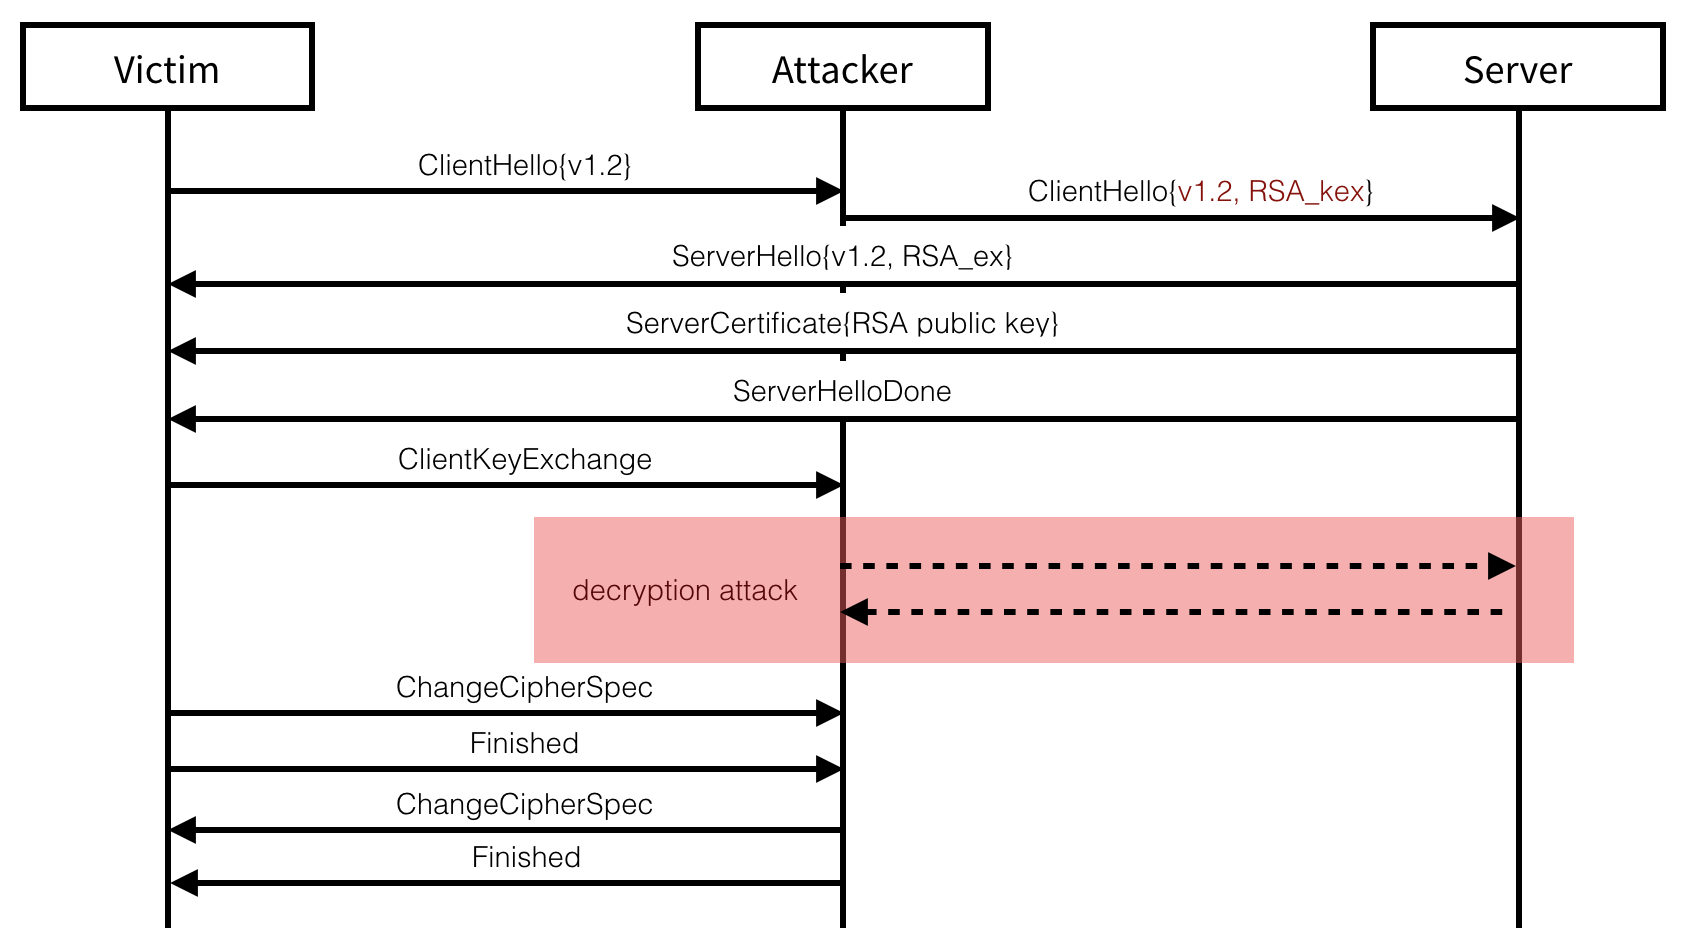 Victim
Attacker
Server
ClientHello{v1.2}
ClientHello{v1.2, RSA_kex}
ServerHello{v1.2, RSA_ex}
ServerCertificate{RSA public key}
ServerHelloDone
ClientKeyExchange
decryption attack
ChangeCipherSpec
Finished
ChangeCipherSpec
Finished